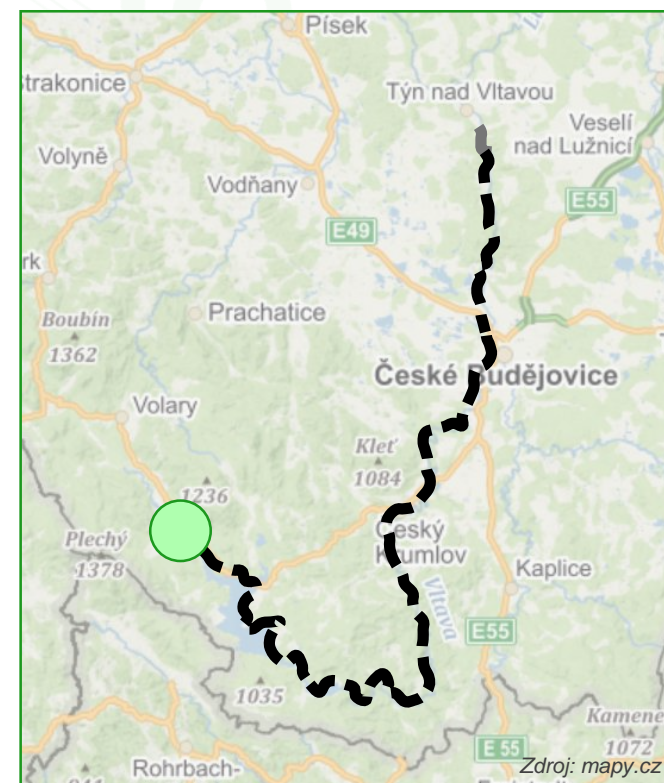 Písek
Strakonice
Týn nad Vltavou
Veselí
nad Lužnicí
Volyně
Vodňany
E55
E49
rk
Prachatice
Boubín
1362
České Budějovice
Volary
Kleť
1084
1236
Český
Krumlov
Plechý
1378
Kaplice
Vltava
E55
1035
Kamene
1072
E 55
Rohrbach-
Zdroj: mapy.cz